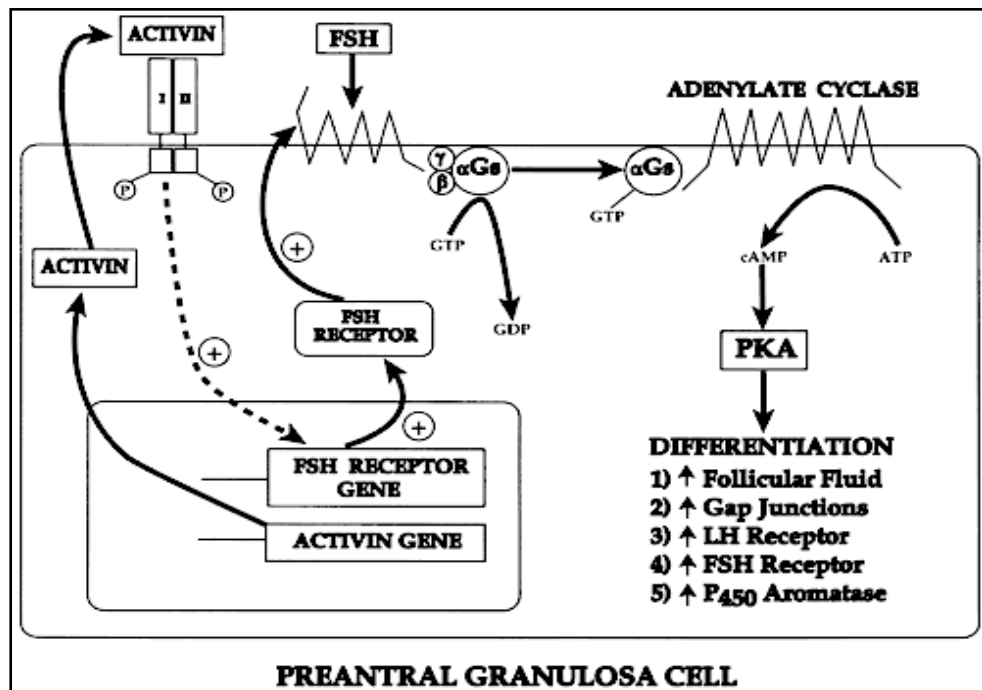 ACTIVIN
FSH
I II
ADENYLATE CYCLASE
P P
γ
β
αGs
αGs
GTP
GTP
GDP
cAMP
ATP
ACTIVIN
+
+
+
FSH
RECEPTOR
PKA
FSH RECEPTOR
GENE
ACTIVIN GENE
DIFFERENTIATION
1) ↑ Follicular Fluid
2) ↑ Gap Junctions
3) ↑ LH Receptor
4) ↑ FSH Receptor
5) ↑ P450 Aromatase
PREANTRAL GRANULOSA CELL